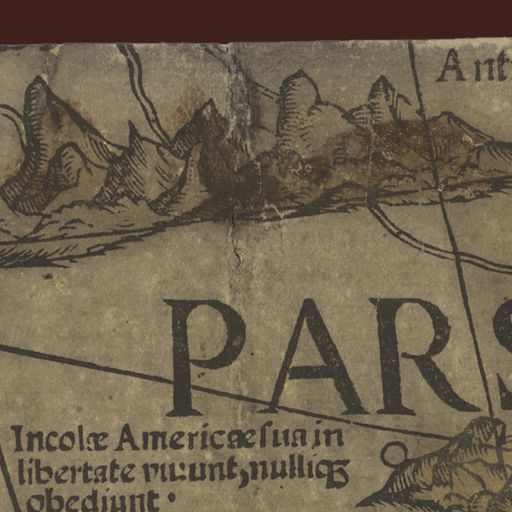 Ant
PARS
Incolæ Americæ sua in
libertate viuunt, nulliqꝫ
obediunt.